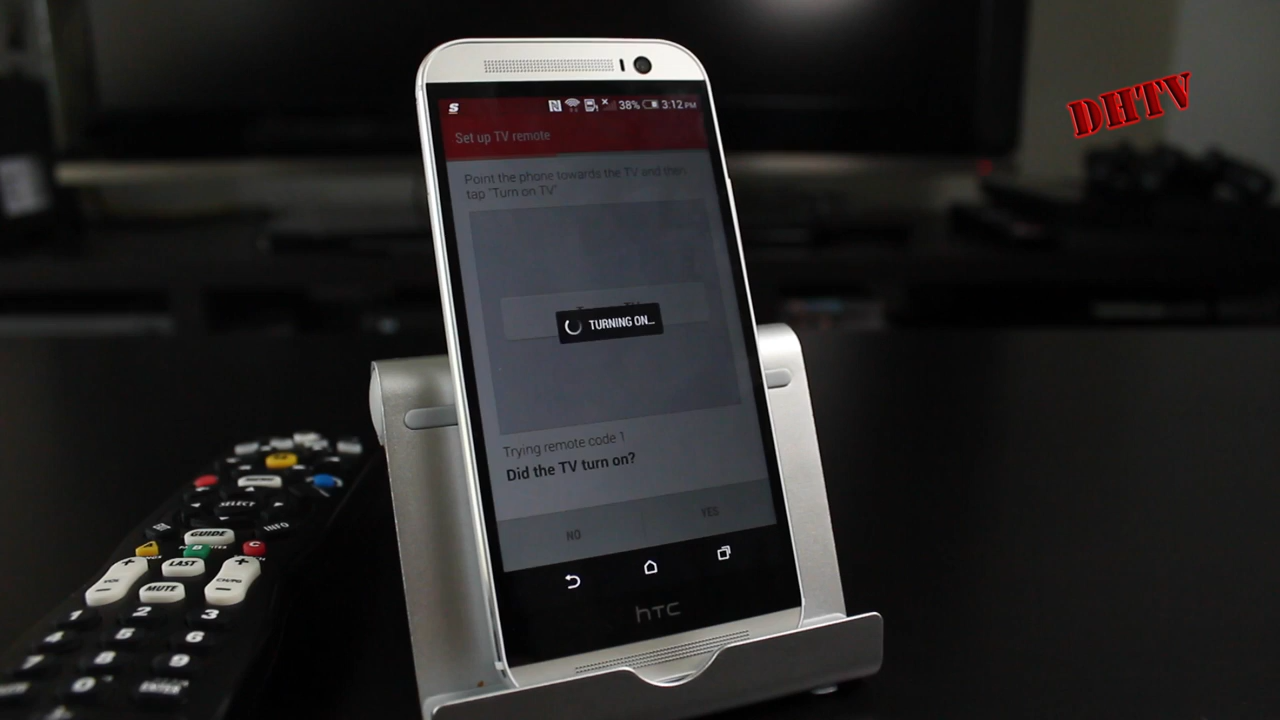 DHTV
S
38% 3:12 PM
Set up TV remote
Point the phone towards the TV and then
tap "Turn on TV"
TURNING ON...
Trying remote code 1
Did the TV turn on?
NO YES
hTC
MENU
SELECT
INFO
GUIDE
A B C
LAST
+ +
VOL CH/PG
- MUTE -
1 2 3
4 5 6
7 8 9
0 ENTER